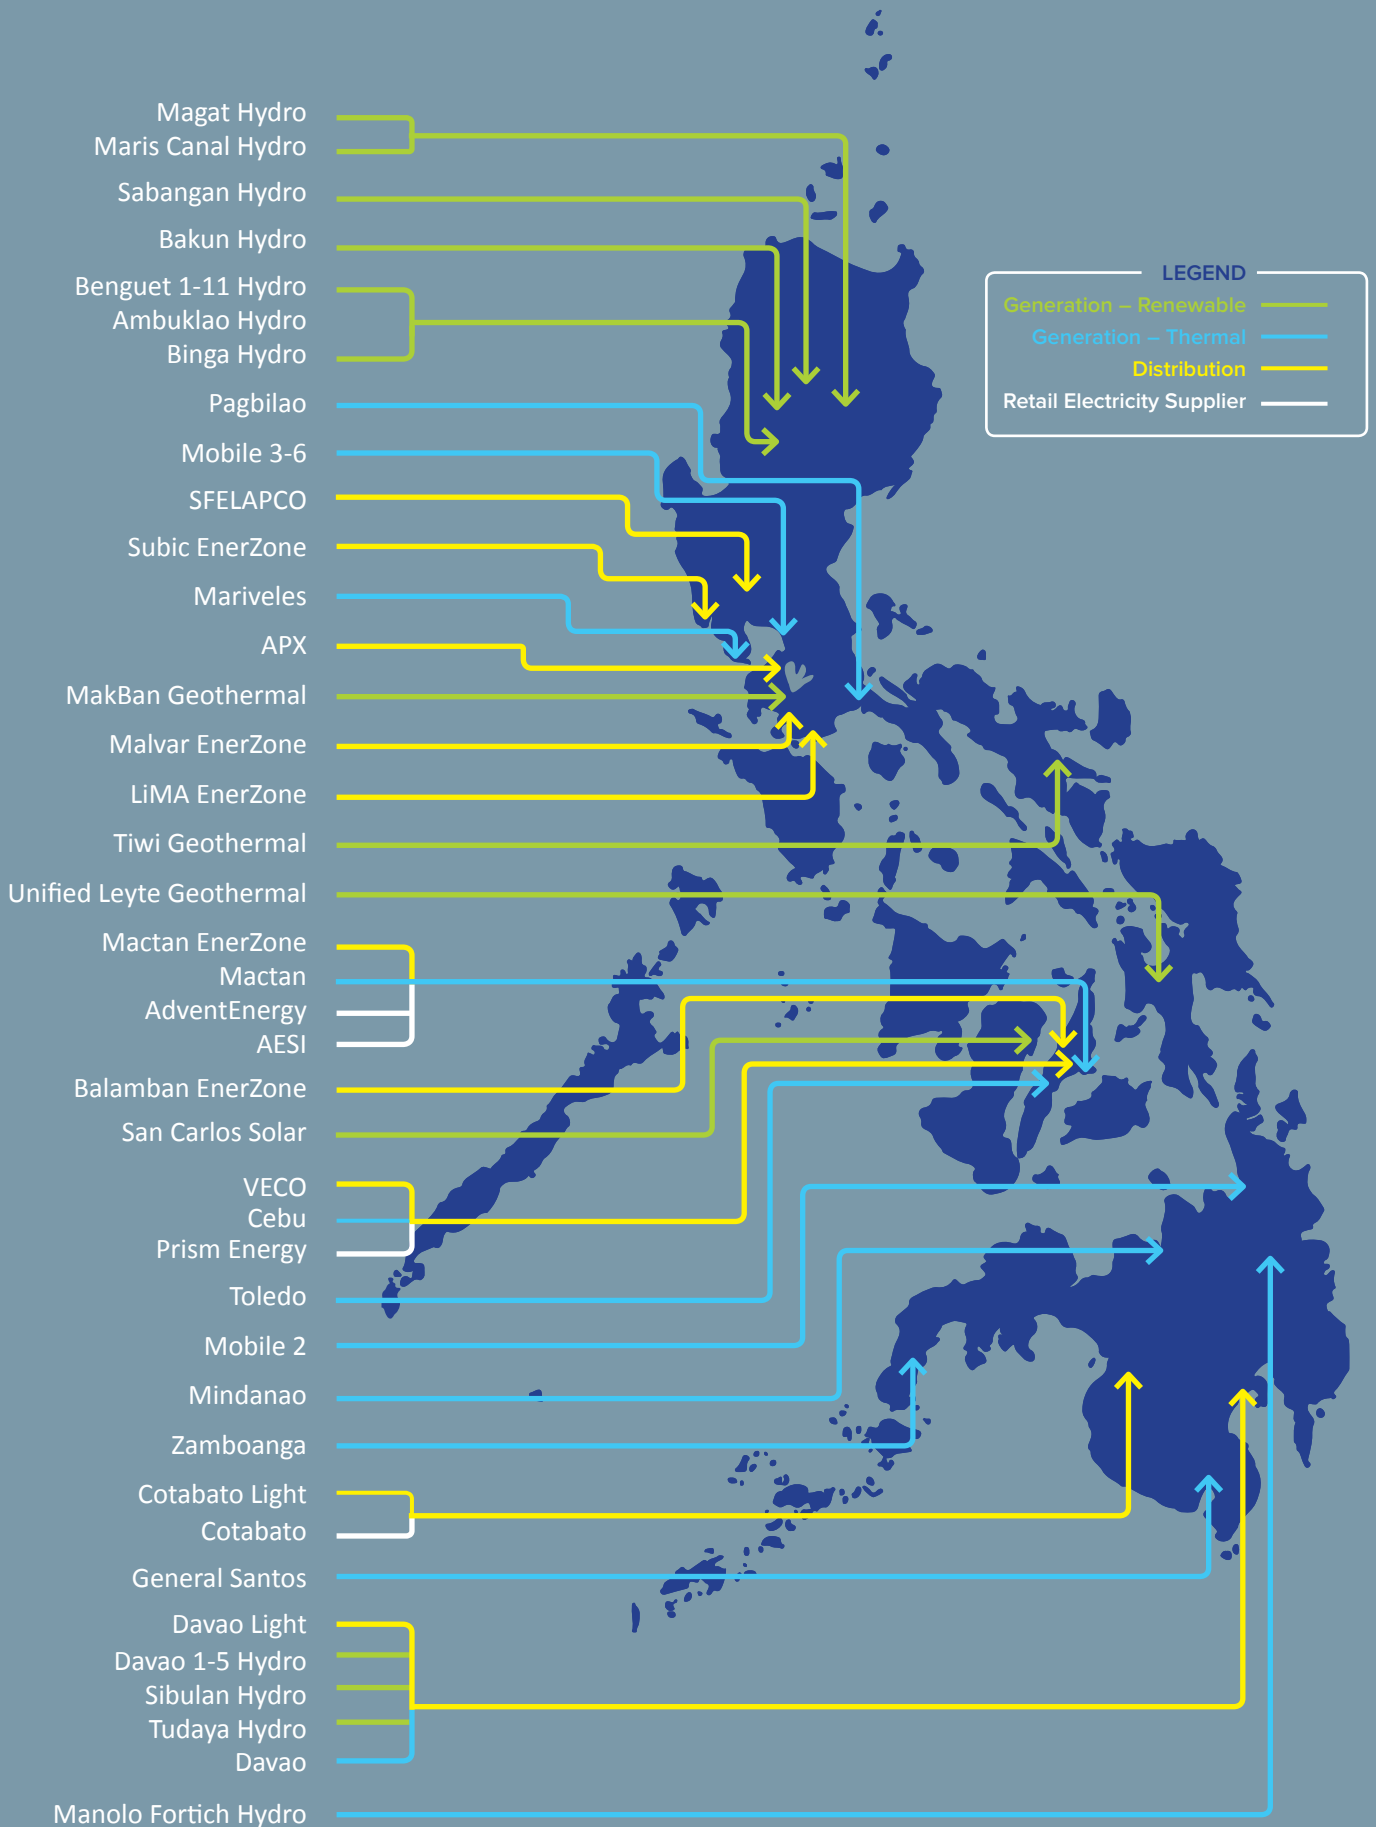 Magat Hydro
Maris Canal Hydro
Sabangan Hydro
Bakun Hydro
Benguet 1-11 Hydro
Ambuklao Hydro
Binga Hydro
Pagbilao
Mobile 3-6
SFELAPCO
Subic EnerZone
Mariveles
APX
MakBan Geothermal
Malvar EnerZone
LiMA EnerZone
Tiwi Geothermal
Unified Leyte Geothermal
Mactan EnerZone
Mactan
AdventEnergy
AESI
Balamban EnerZone
San Carlos Solar
VECO
Cebu
Prism Energy
Toledo
Mobile 2
Mindanao
Zamboanga
Cotabato Light
Cotabato
General Santos
Davao Light
Davao 1-5 Hydro
Sibulan Hydro
Tudaya Hydro
Davao
Manolo Fortich Hydro
LEGEND
Generation – Renewable
Generation – Thermal
Distribution
Retail Electricity Supplier